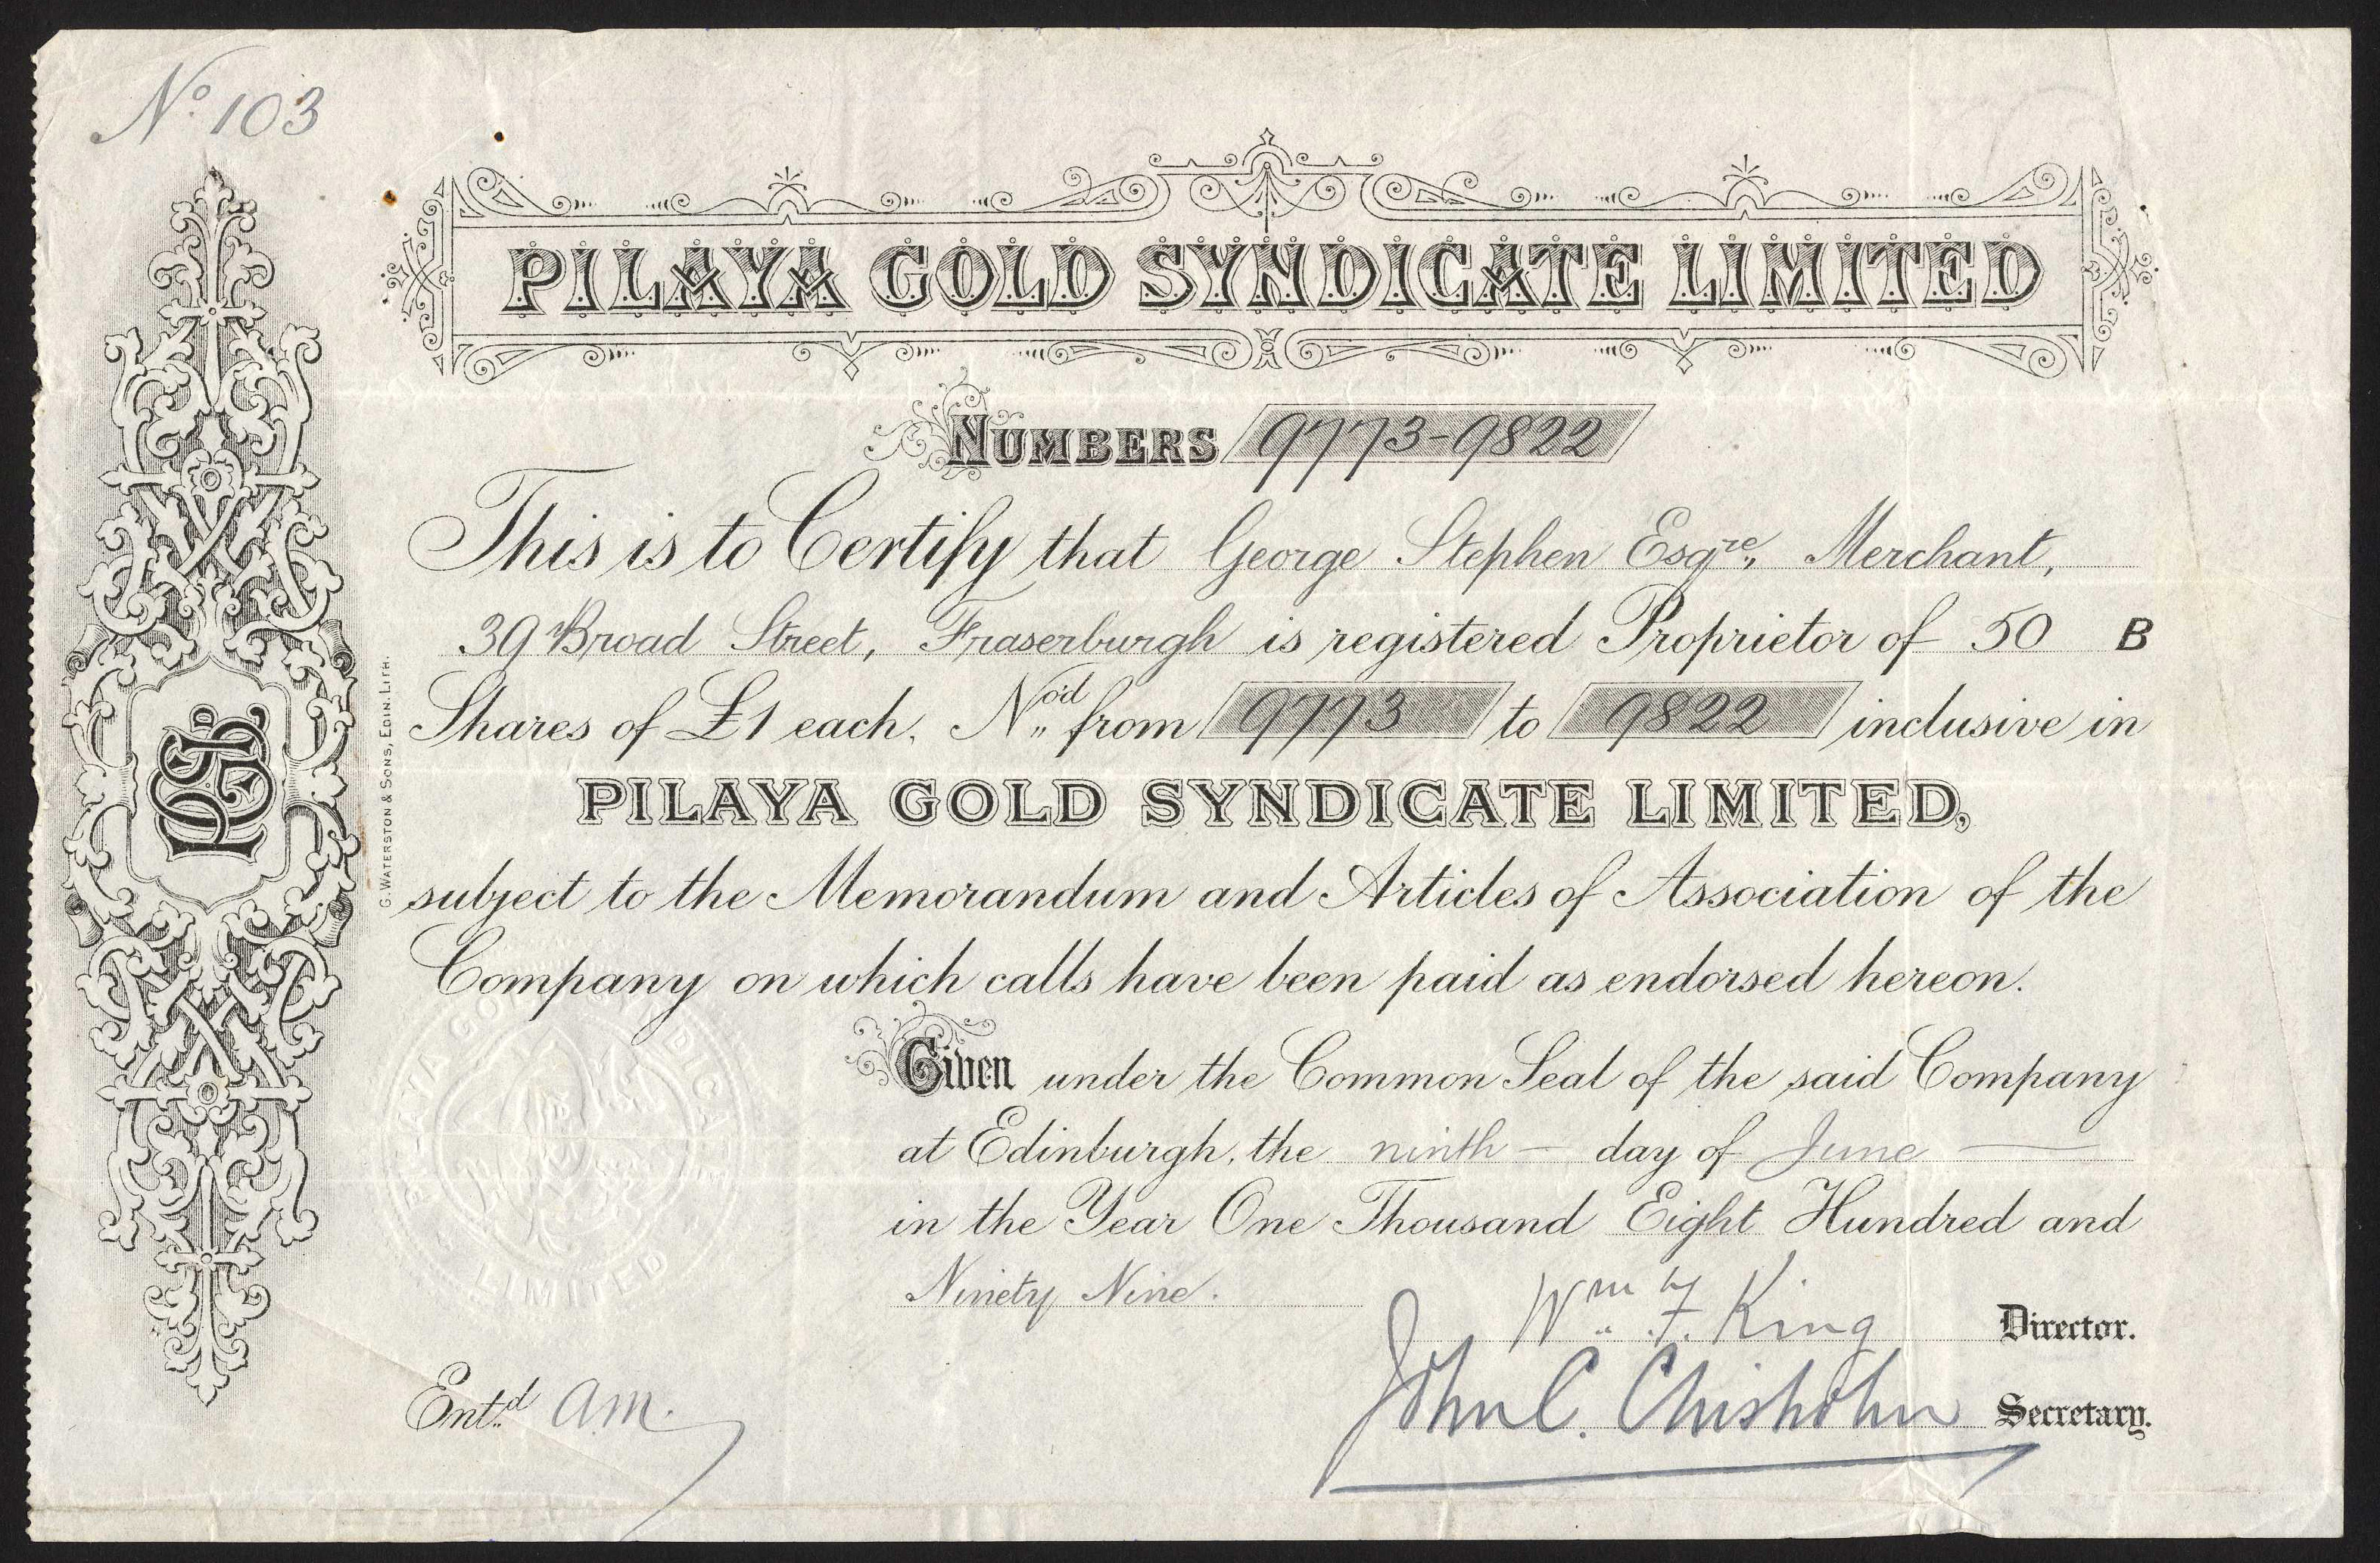 Nº 103
PILAYA GOLD SYNDICATE LIMITED
NUMBERS 9773-9822
This is to Certify that George Stephen Esqre., Merchant,
39 Broad Street, Fraserburgh is registered Proprietor of 50 B
Shares of £1 each, Nod from 9773 to 9822 inclusive in
PILAYA GOLD SYNDICATE LIMITED,
subject to the Memorandum and Articles of Association of the
Company on which calls have been paid as endorsed hereon.
Given under the Common Seal of the said Company
at Edinburgh, the ninth — day of June —
in the Year One Thousand Eight Hundred and
Ninety Nine.
Wm F. King Director.
John C. Chisholm Secretary.
Entd. A.M.
G. WATERSTON & SONS, EDIN. LITH.
PILAYA GOLD SYNDICATE
LIMITED